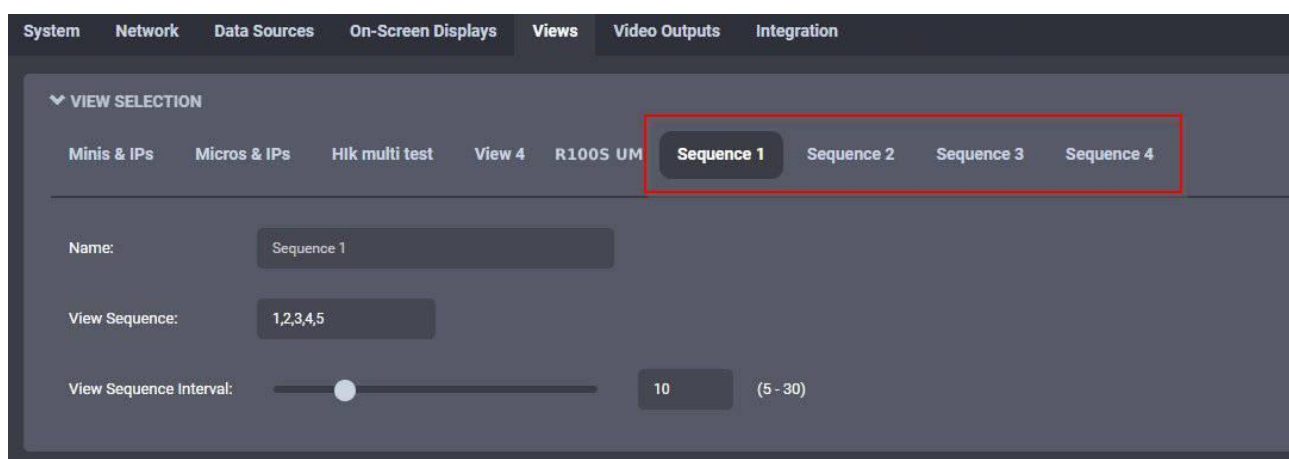 System Network Data Sources On-Screen Displays Views Video Outputs Integration
VIEW SELECTION
Minis & IPs Micros & IPs HIk multi test View 4 R100S UM Sequence 1 Sequence 2 Sequence 3 Sequence 4
Name: Sequence 1
View Sequence: 1,2,3,4,5
View Sequence Interval: 10 (5 - 30)